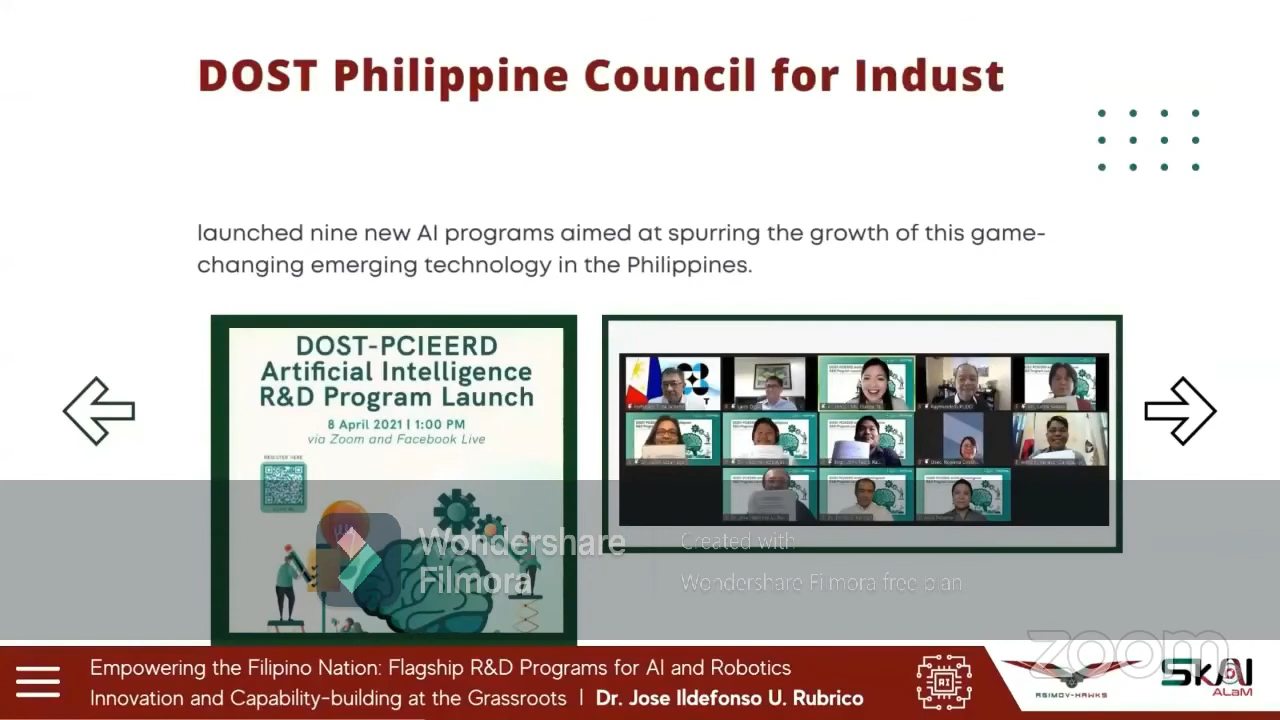 DOST Philippine Council for Indust
launched nine new AI programs aimed at spurring the growth of this game-
changing emerging technology in the Philippines.
DOST-PCIEERD
Artificial Intelligence
R&D Program Launch
8 April 2021 | 1:00 PM
via Zoom and Facebook Live
REGISTER HERE
Wondershare
Filmora
Created with
Wondershare Filmora free plan
zoom
Empowering the Filipino Nation: Flagship R&D Programs for AI and Robotics
Innovation and Capability-building at the Grassroots | Dr. Jose Ildefonso U. Rubrico
AI
ASIMOV-HAWKS
SKAI
ALaM